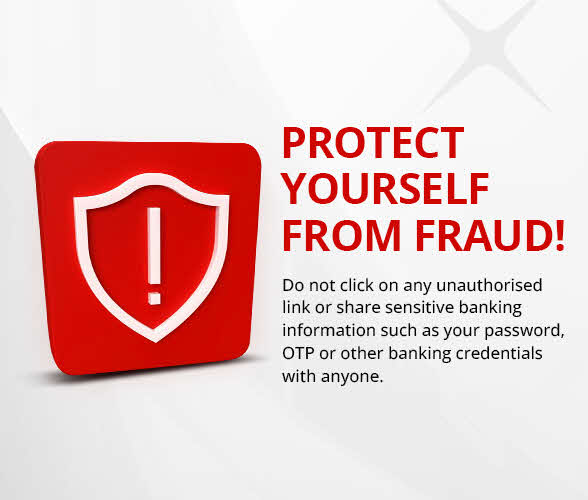 PROTECT
YOURSELF
FROM FRAUD!
Do not click on any unauthorised
link or share sensitive banking
information such as your password,
OTP or other banking credentials
with anyone.